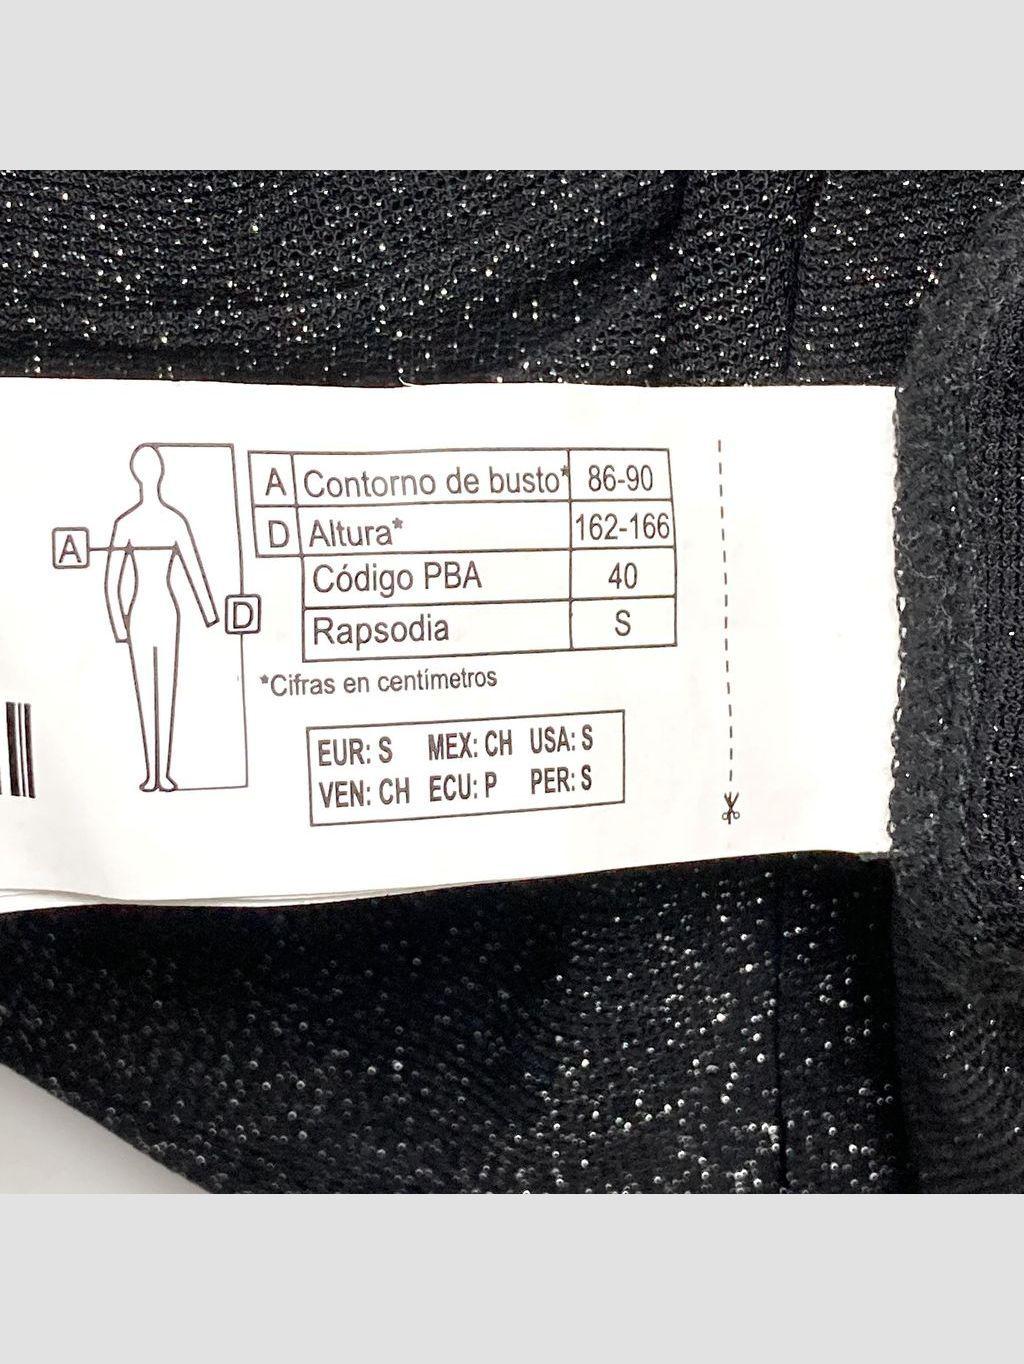 A Contorno de busto* 86-90
D Altura* 162-166
Código PBA 40
Rapsodia S
A
D
*Cifras en centímetros
EUR: S MEX: CH USA: S
VEN: CH ECU: P PER: S